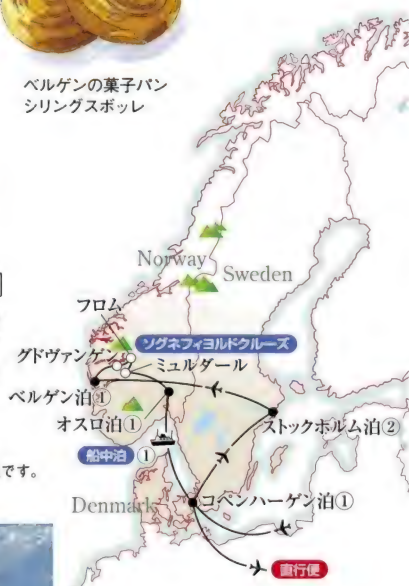 ベルゲンの菓子パン
シリングスボッレ
Norway
Sweden
フロム
ソグネフィヨルドクルーズ
グドヴァンゲン
ミュルダール
ベルゲン泊①
オスロ泊①
ストックホルム泊②
船中泊 ①
です。
Denmark
コペンハーゲン泊①
直行便